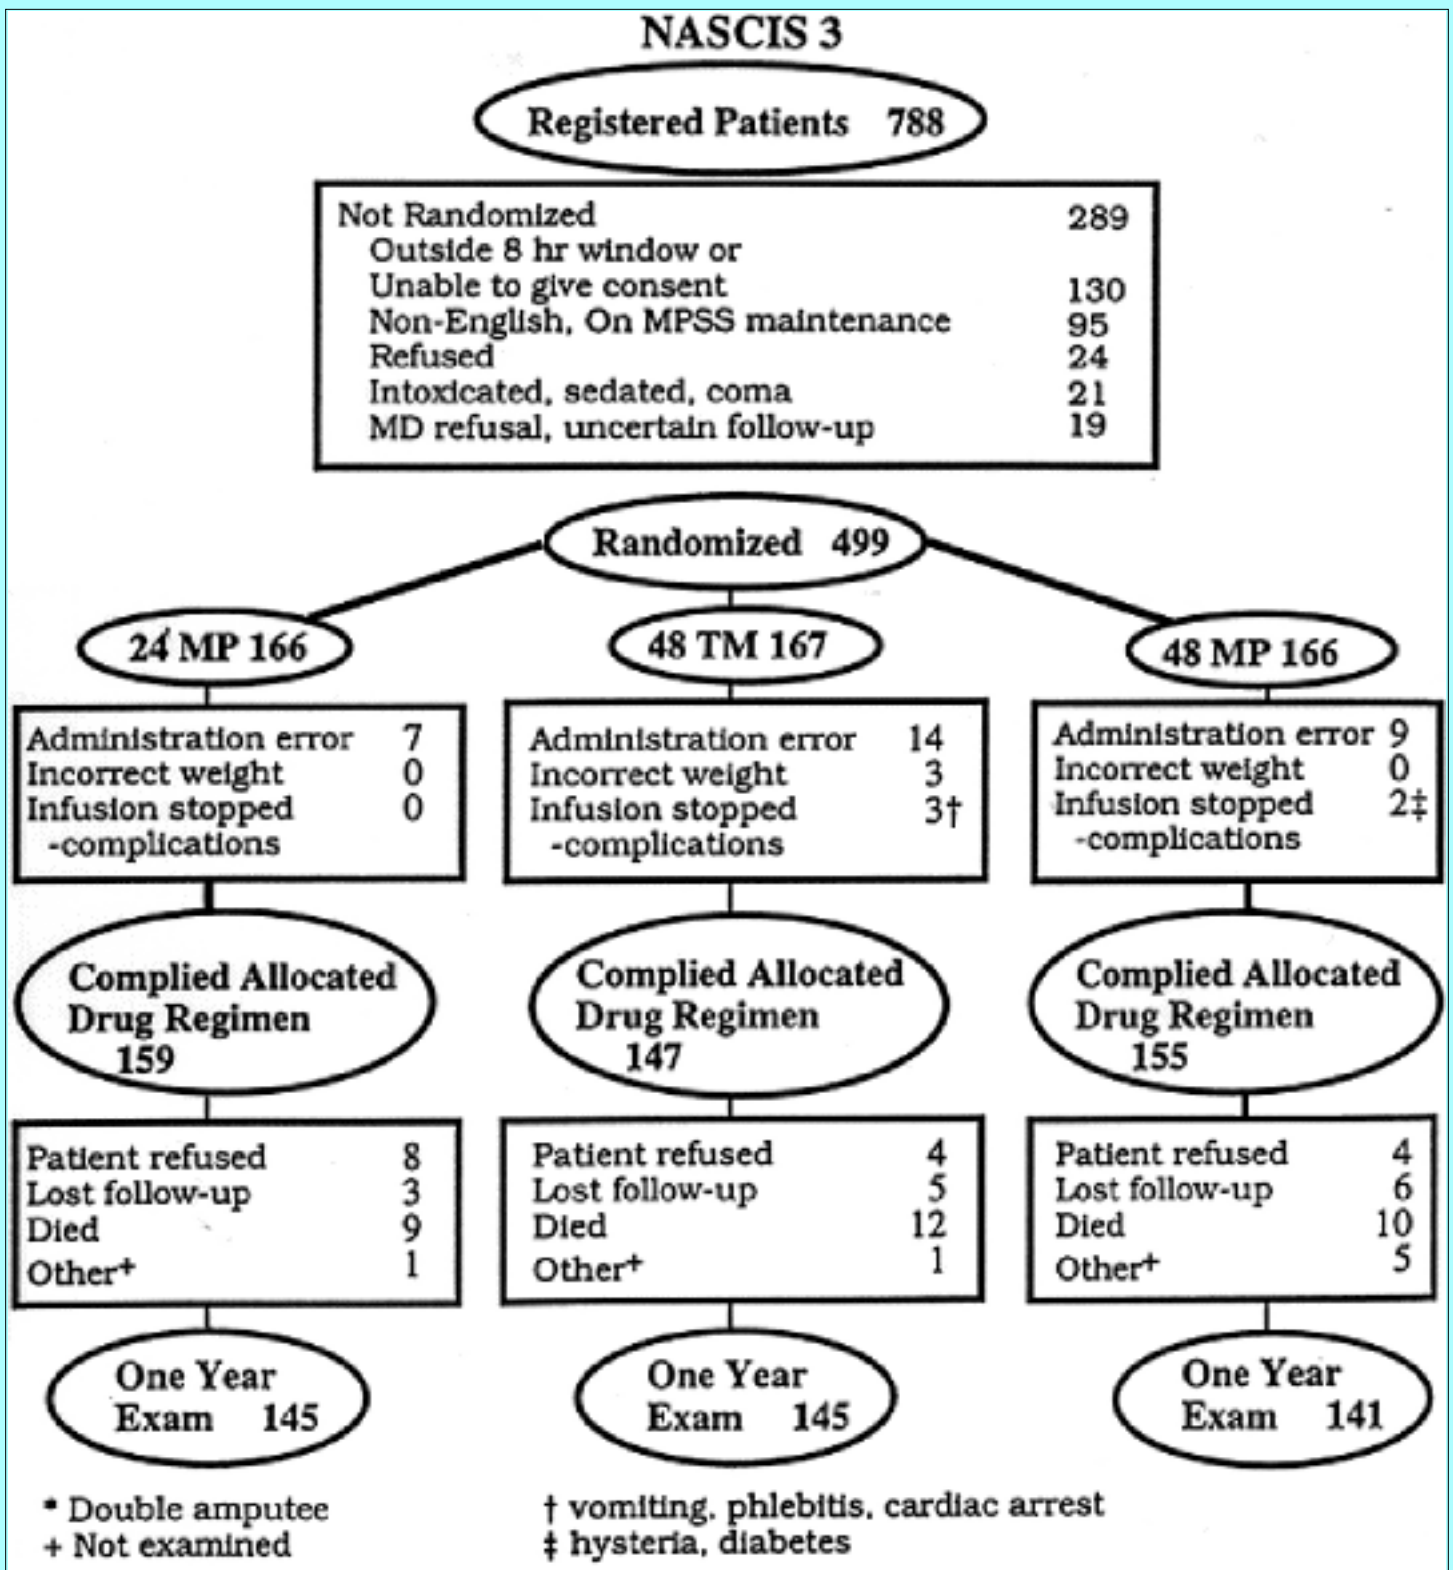 NASCIS 3
Registered Patients 788
Not Randomized 289
Outside 8 hr window or
Unable to give consent 130
Non-English, On MPSS maintenance 95
Refused 24
Intoxicated, sedated, coma 21
MD refusal, uncertain follow-up 19
Randomized 499
24 MP 166
48 TM 167
48 MP 166
Administration error 7
Incorrect weight 0
Infusion stopped 0
-complications
Administration error 14
Incorrect weight 3
Infusion stopped 3†
-complications
Administration error 9
Incorrect weight 0
Infusion stopped 2‡
-complications
Complied Allocated
Drug Regimen
159
Complied Allocated
Drug Regimen
147
Complied Allocated
Drug Regimen
155
Patient refused 8
Lost follow-up 3
Died 9
Other+ 1
Patient refused 4
Lost follow-up 5
Died 12
Other+ 1
Patient refused 4
Lost follow-up 6
Died 10
Other+ 5
One Year
Exam 145
One Year
Exam 145
One Year
Exam 141
* Double amputee
+ Not examined
† vomiting, phlebitis, cardiac arrest
‡ hysteria, diabetes